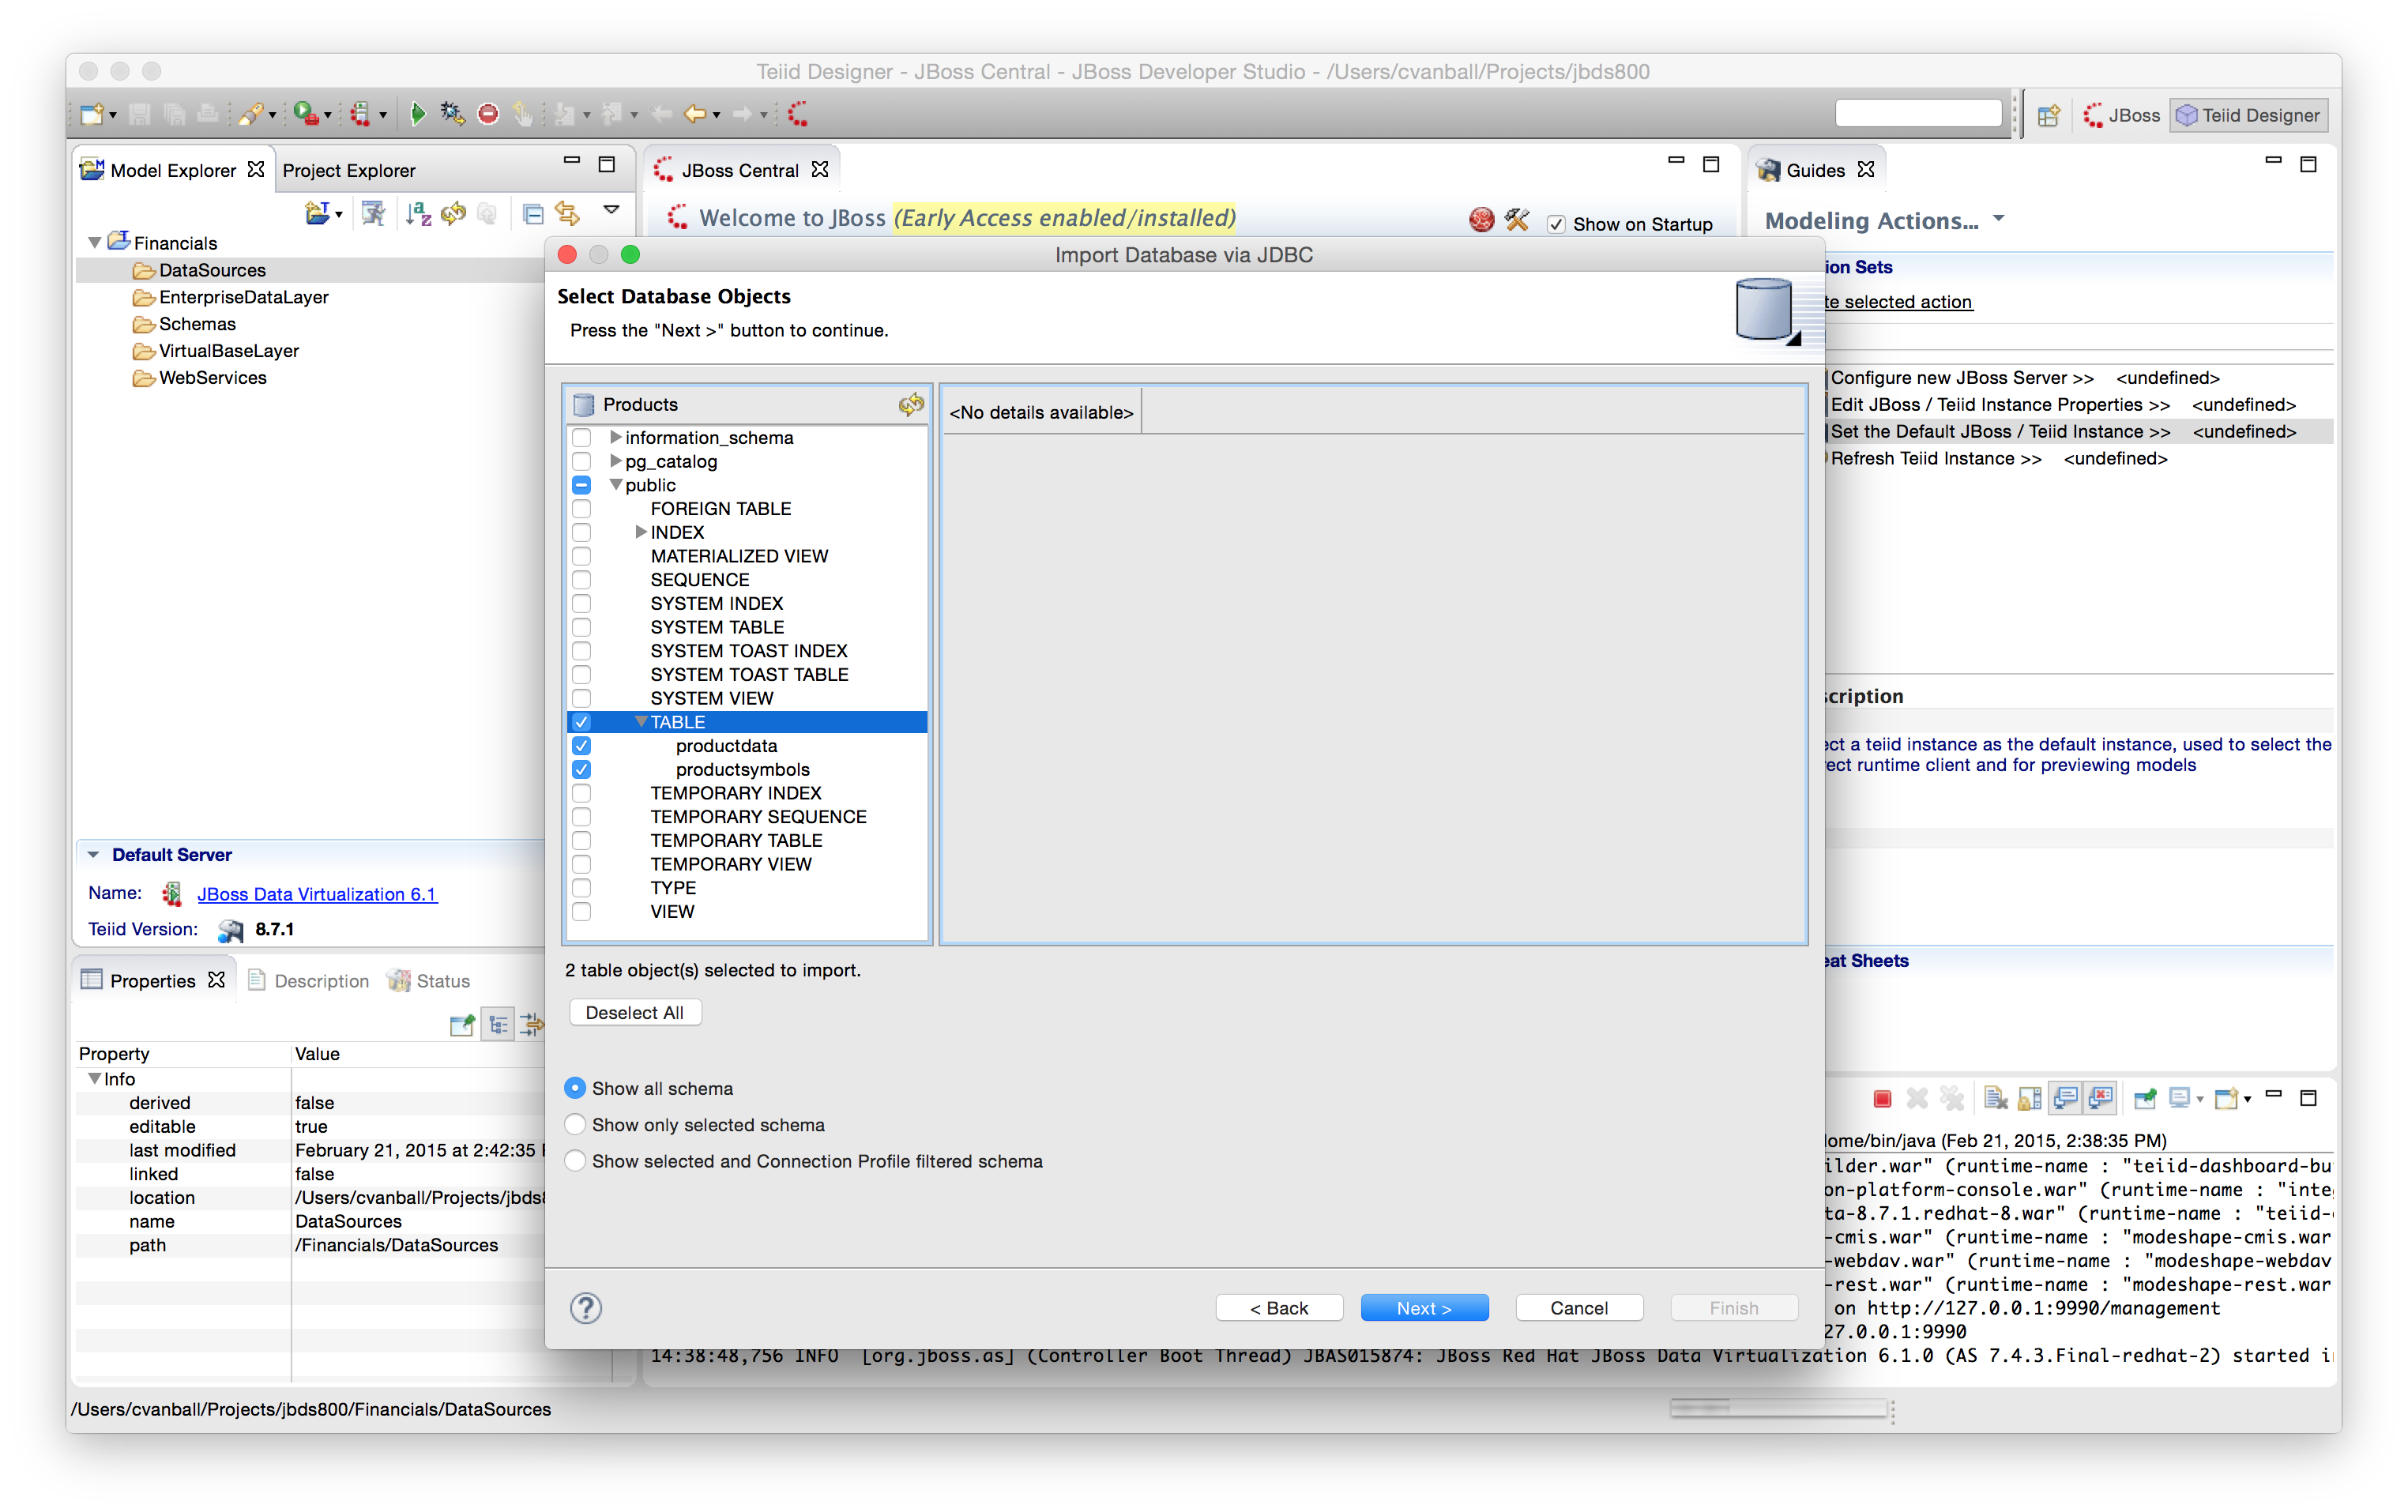 Teiid Designer - JBoss Central - JBoss Developer Studio - /Users/cvanball/Projects/jbds800
JBoss
Teiid Designer
Model Explorer
Project Explorer
Financials
DataSources
EnterpriseDataLayer
Schemas
VirtualBaseLayer
WebServices
Default Server
Name: JBoss Data Virtualization 6.1
Teiid Version: 8.7.1
JBoss Central
Welcome to JBoss (Early Access enabled/installed)
Show on Startup
Guides
Modeling Actions...
ion Sets
te selected action
Configure new JBoss Server >> <undefined>
Edit JBoss / Teiid Instance Properties >> <undefined>
Set the Default JBoss / Teiid Instance >> <undefined>
Refresh Teiid Instance >> <undefined>
scription
ect a teiid instance as the default instance, used to select the
rect runtime client and for previewing models
eat Sheets
Import Database via JDBC
Select Database Objects
Press the "Next >" button to continue.
Products
information_schema
pg_catalog
public
FOREIGN TABLE
INDEX
MATERIALIZED VIEW
SEQUENCE
SYSTEM INDEX
SYSTEM TABLE
SYSTEM TOAST INDEX
SYSTEM TOAST TABLE
SYSTEM VIEW
TABLE
productdata
productsymbols
TEMPORARY INDEX
TEMPORARY SEQUENCE
TEMPORARY TABLE
TEMPORARY VIEW
TYPE
VIEW
<No details available>
2 table object(s) selected to import.
Deselect All
Show all schema
Show only selected schema
Show selected and Connection Profile filtered schema
< Back
Next >
Cancel
Finish
Properties
Description
Status
Property Value
Info
derived false
editable true
last modified February 21, 2015 at 2:42:35
linked false
location /Users/cvanball/Projects/jbds8
name DataSources
path /Financials/DataSources
ome/bin/java (Feb 21, 2015, 2:38:35 PM)
ilder.war" (runtime-name : "teiid-dashboard-bu
on-platform-console.war" (runtime-name : "inte
ta-8.7.1.redhat-8.war" (runtime-name : "teiid-
-cmis.war" (runtime-name : "modeshape-cmis.war
-webdav.war" (runtime-name : "modeshape-webdav
-rest.war" (runtime-name : "modeshape-rest.war
on http://127.0.0.1:9990/management
27.0.0.1:9990
14:38:48,756 INFO [org.jboss.as] (Controller Boot Thread) JBAS015874: JBoss Red Hat JBoss Data Virtualization 6.1.0 (AS 7.4.3.Final-redhat-2) started i
/Users/cvanball/Projects/jbds800/Financials/DataSources